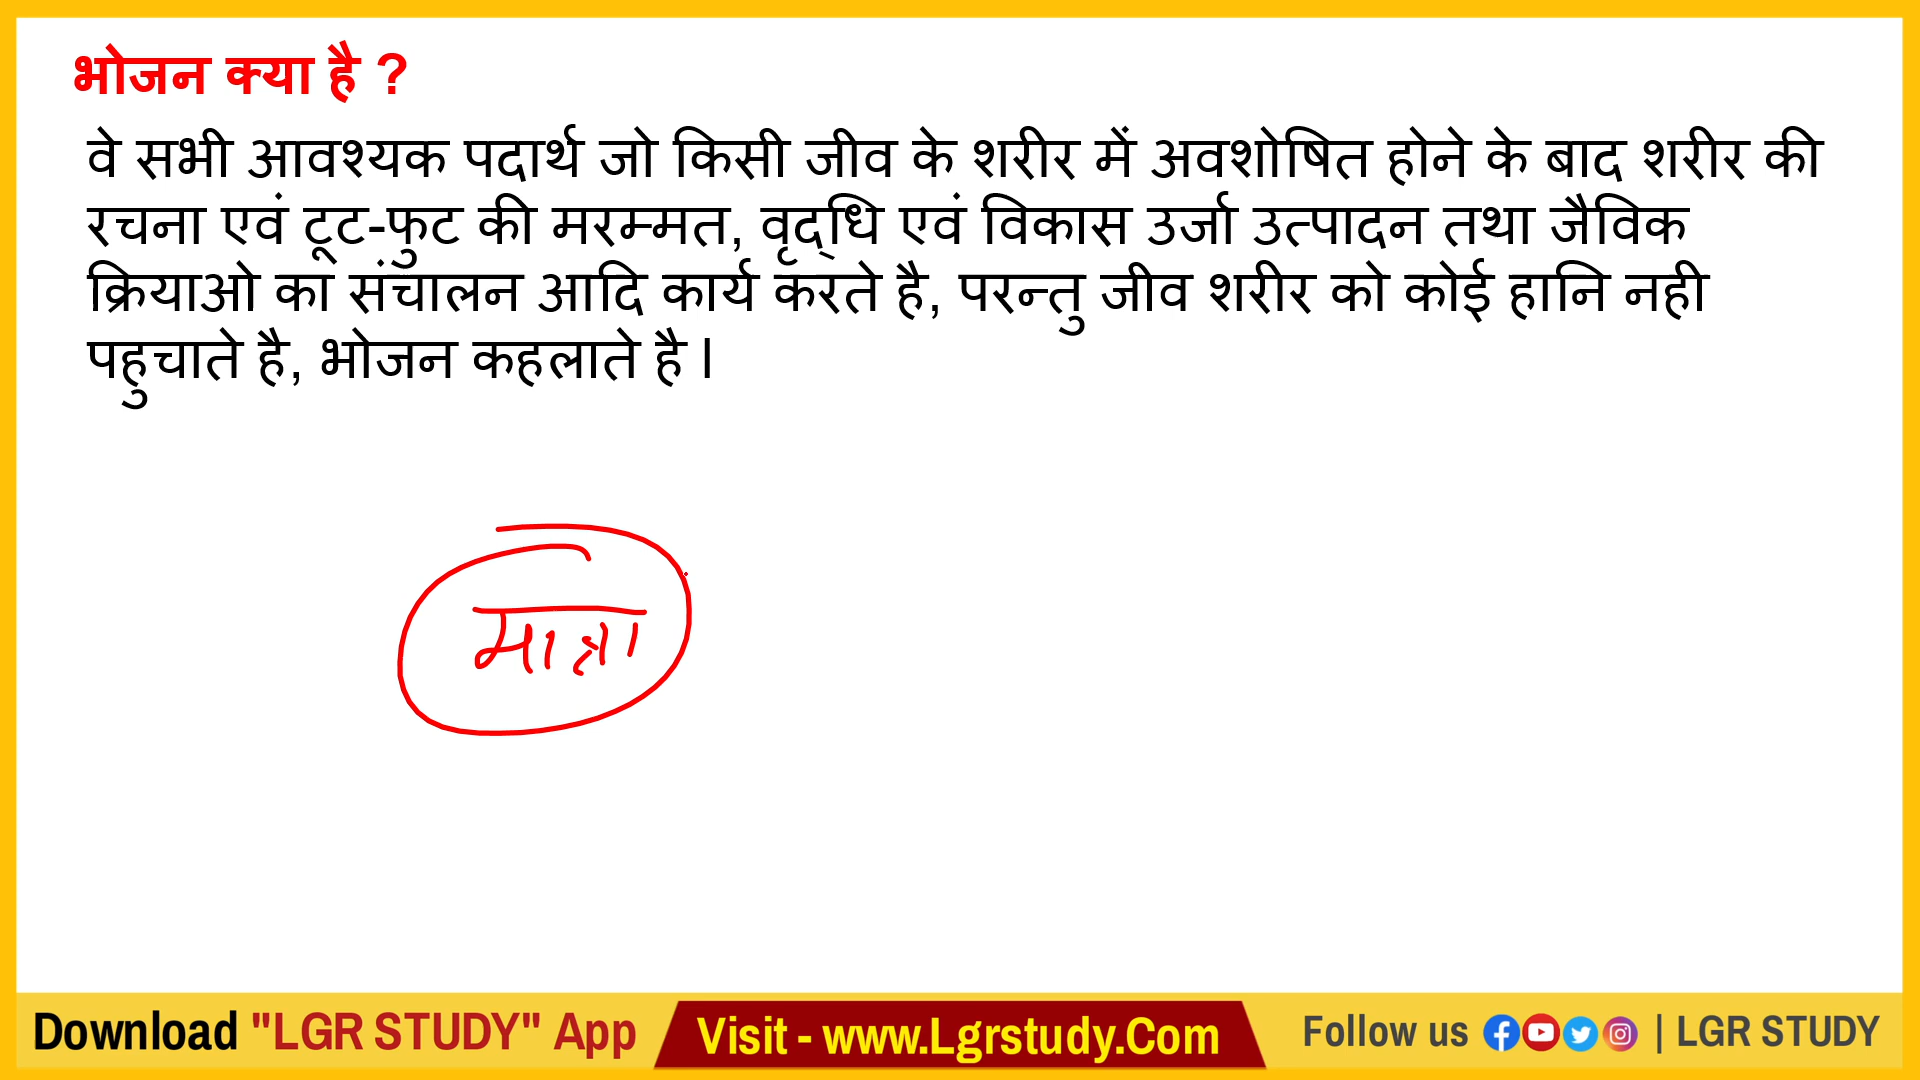 भोजन क्या है ?
वे सभी आवश्यक पदार्थ जो किसी जीव के शरीर में अवशोषित होने के बाद शरीर की
रचना एवं टूट-फुट की मरम्मत, वृद्धि एवं विकास उर्जा उत्पादन तथा जैविक
क्रियाओ का संचालन आदि कार्य करते है, परन्तु जीव शरीर को कोई हानि नही
पहुचाते है, भोजन कहलाते है l
मात्रा
Download "LGR STUDY" App
Visit - www.Lgrstudy.Com
Follow us | LGR STUDY